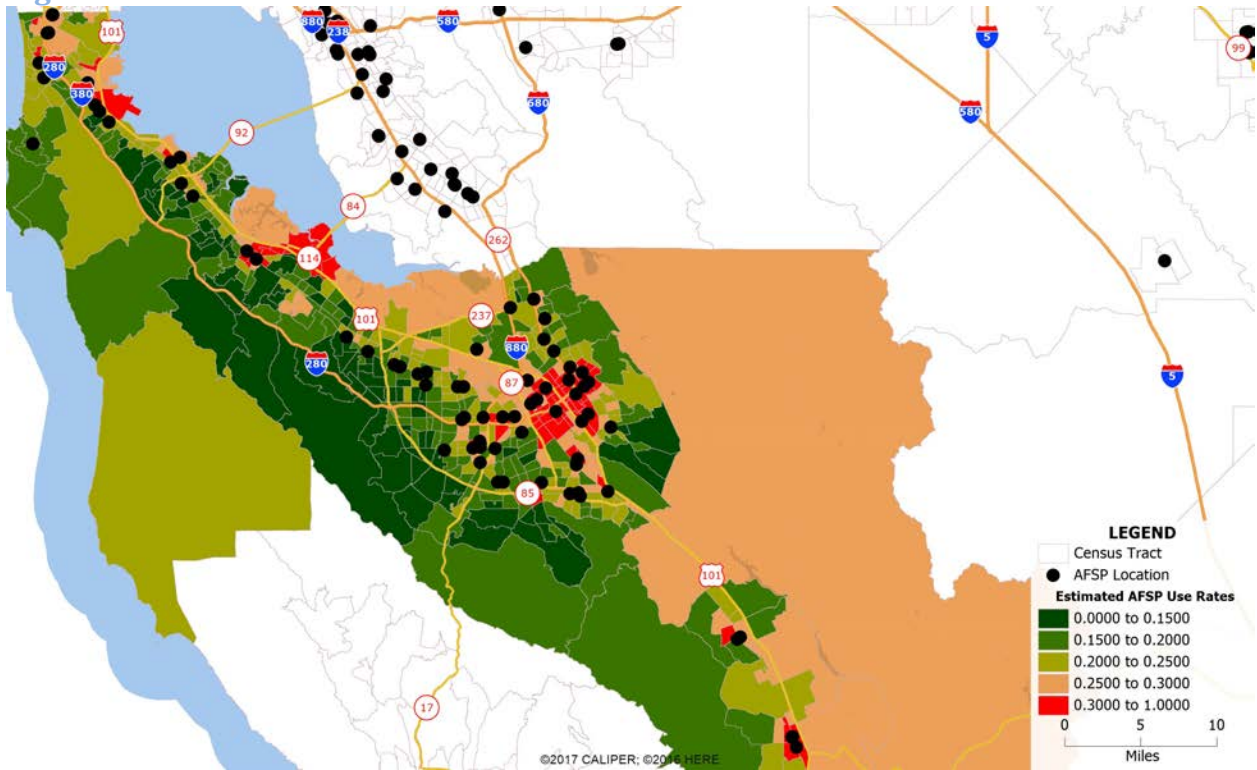 101
880
238
580
5
99
280
380
680
580
92
84
262
114
237
101
880
280
87
5
85
101
17
LEGEND
Census Tract
AFSP Location
Estimated AFSP Use Rates
0.0000 to 0.1500
0.1500 to 0.2000
0.2000 to 0.2500
0.2500 to 0.3000
0.3000 to 1.0000
0 5 10
Miles
©2017 CALIPER; ©2016 HERE